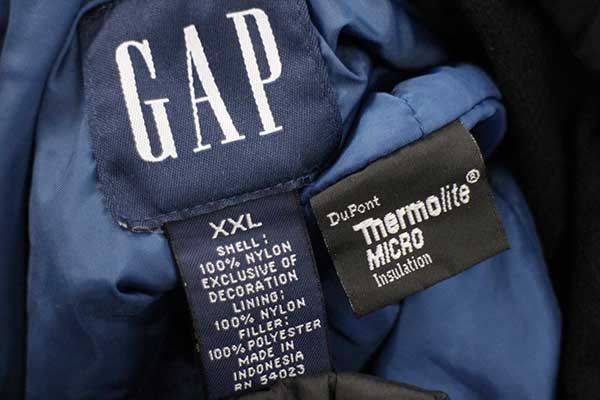 GAP
XXL
SHELL:
100% NYLON
EXCLUSIVE OF
DECORATION
LINING:
100% NYLON
FILLER:
100% POLYESTER
MADE IN
INDONESIA
RN 54023
DuPont
Thermolite®
MICRO
Insulation